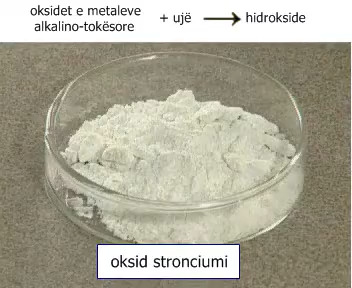 oksidet e metaleve
alkalino-tokësore + ujë ⟶ hidrokside
oksid stronciumi